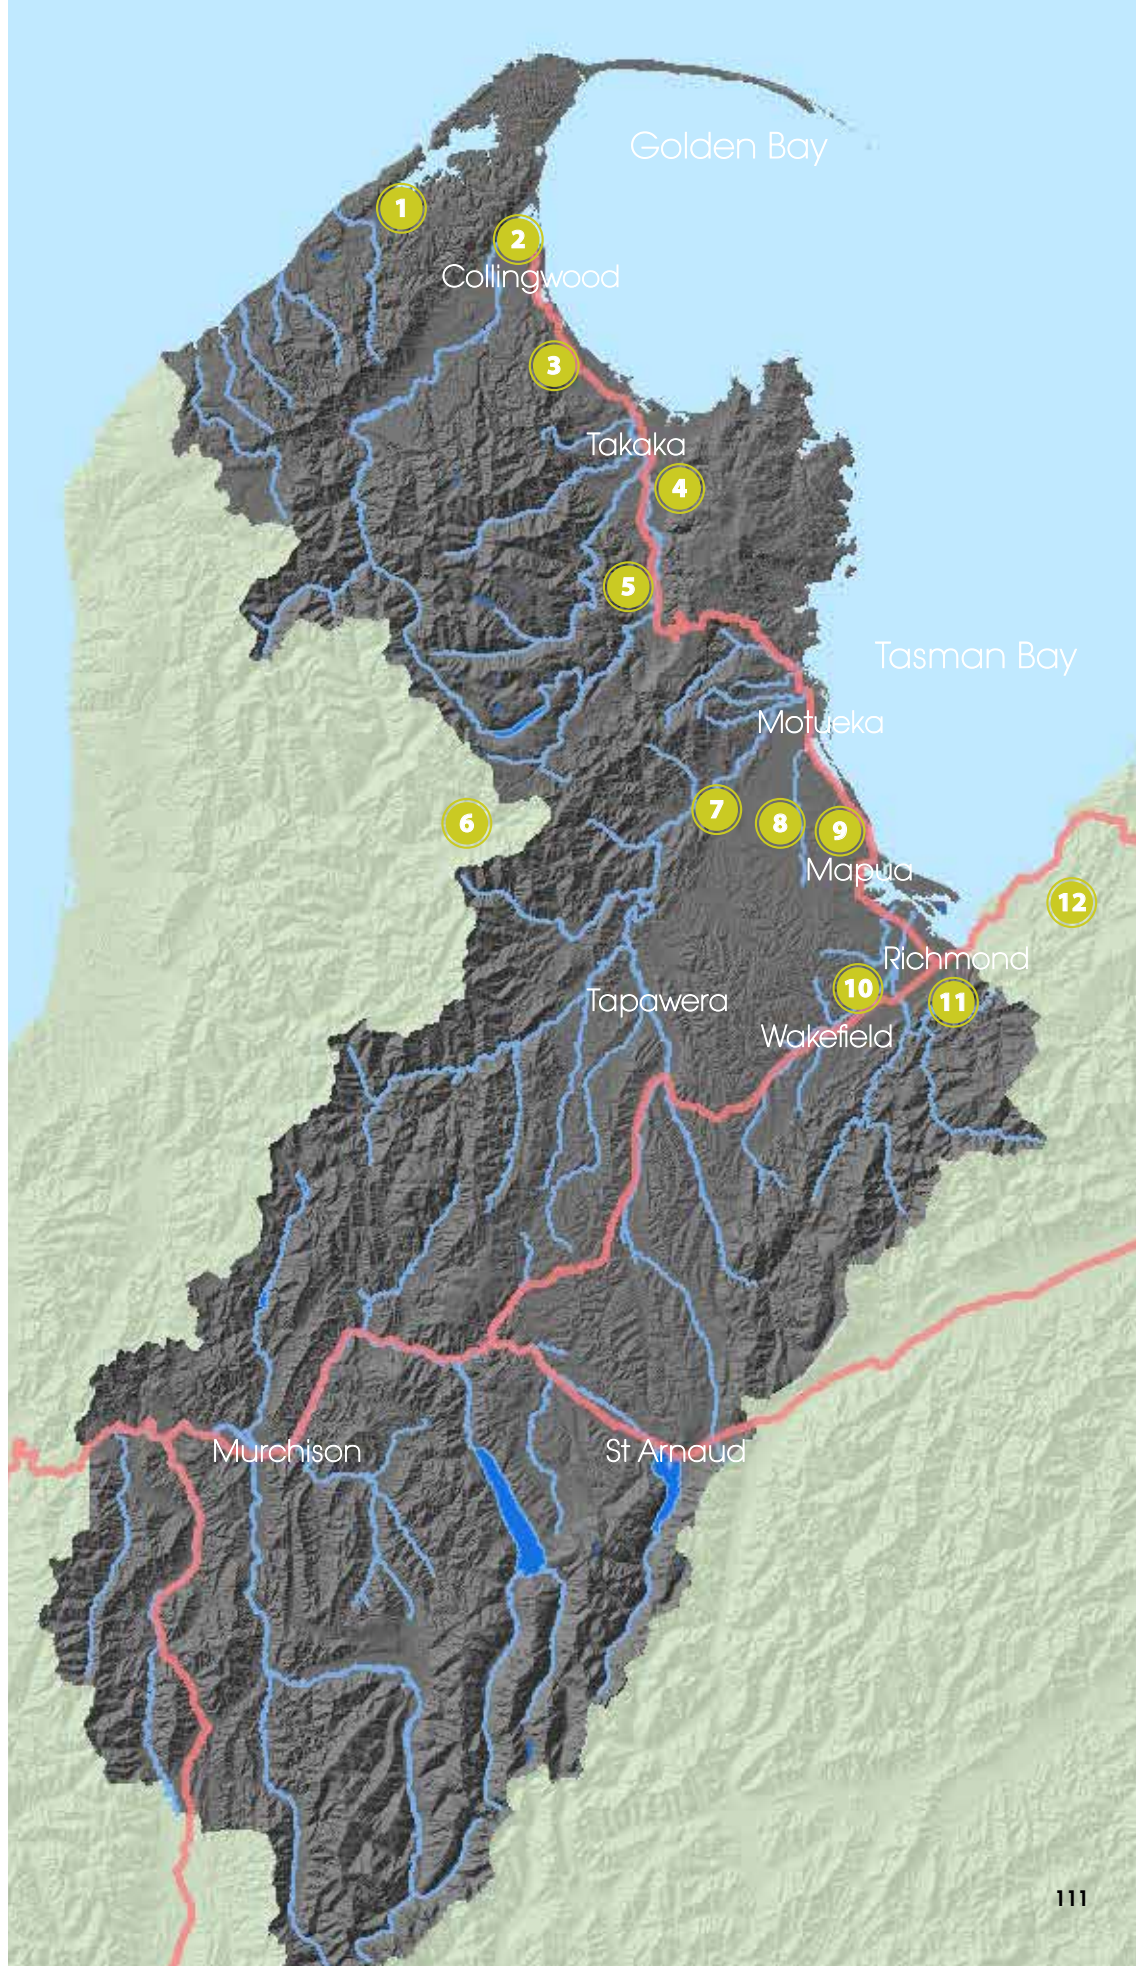 Golden Bay
1
2
Collingwood
3
Takaka
4
5
Tasman Bay
Motueka
6
7
8
9
Mapua
12
Richmond
10
11
Tapawera
Wakefield
Murchison
St Arnaud
111